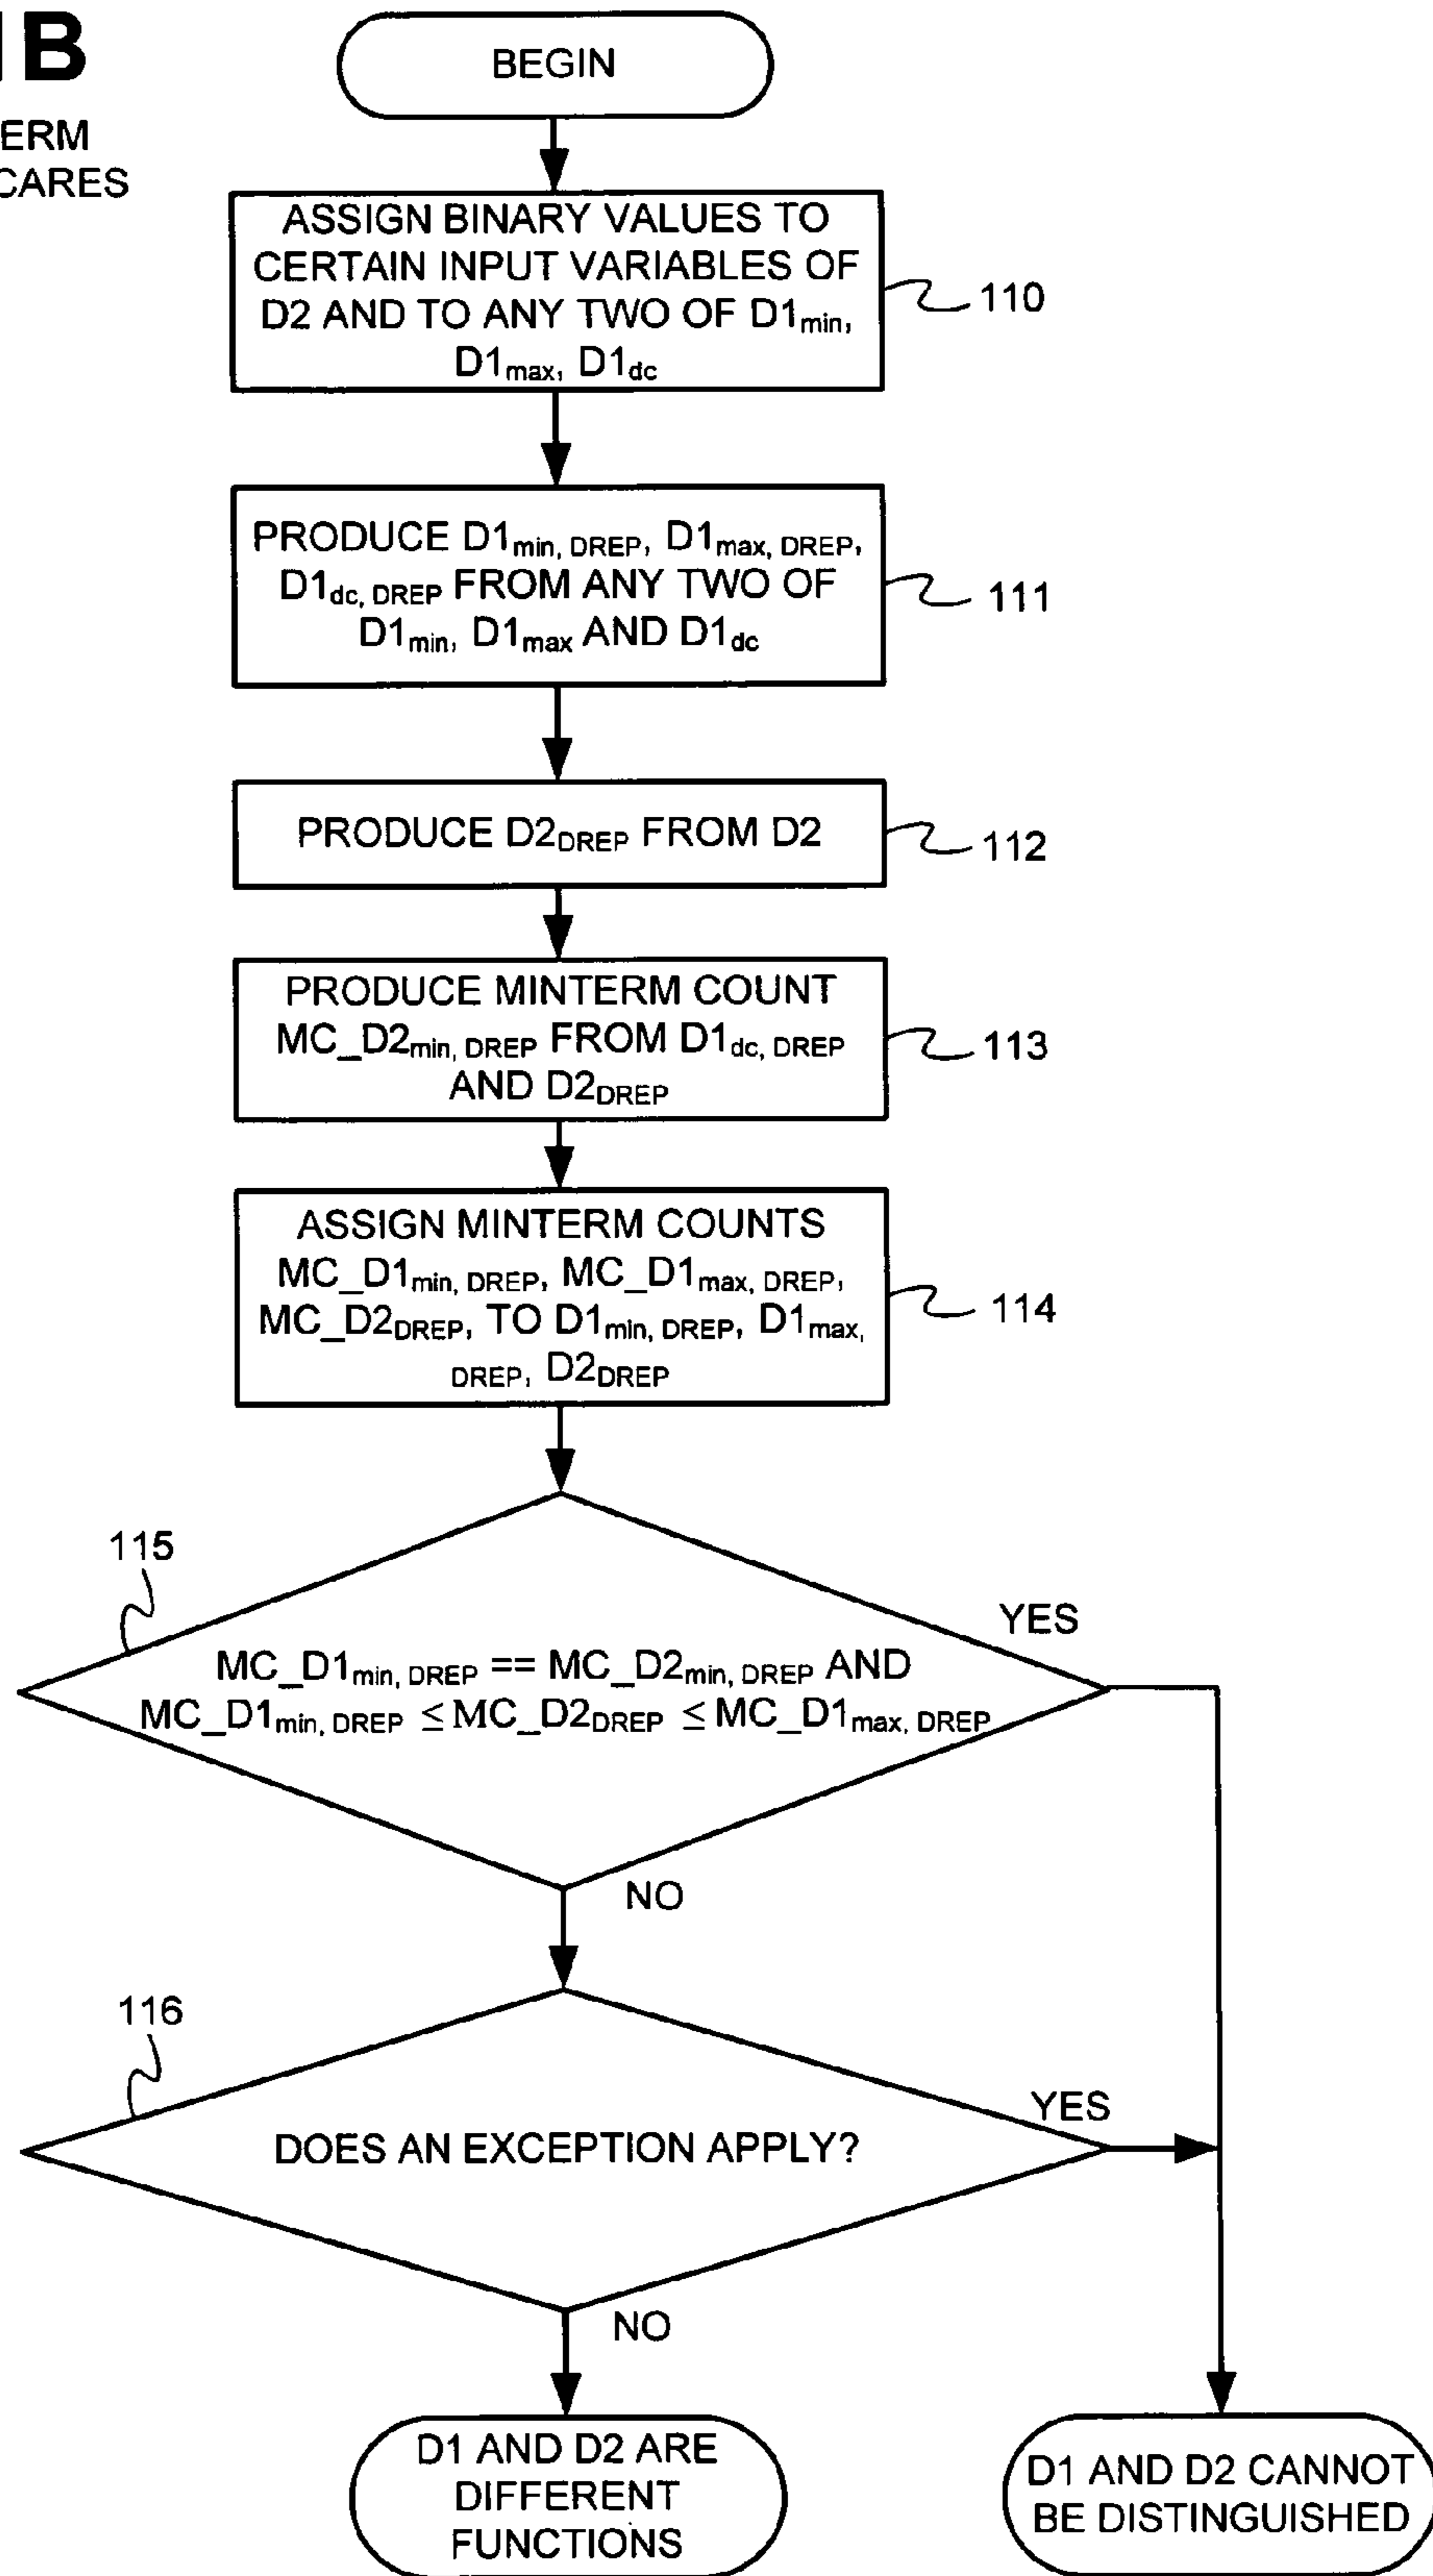 1B
ERM
CARES
BEGIN
ASSIGN BINARY VALUES TO
CERTAIN INPUT VARIABLES OF
D2 AND TO ANY TWO OF D1min,
D1max, D1dc
110
PRODUCE D1min, DREP, D1max, DREP,
D1dc, DREP FROM ANY TWO OF
D1min, D1max AND D1dc
111
PRODUCE D2DREP FROM D2
112
PRODUCE MINTERM COUNT
MC_D2min, DREP FROM D1dc, DREP
AND D2DREP
113
ASSIGN MINTERM COUNTS
MC_D1min, DREP, MC_D1max, DREP,
MC_D2DREP, TO D1min, DREP, D1max,
DREP, D2DREP
114
115
YES
MC_D1min, DREP == MC_D2min, DREP AND
MC_D1min, DREP ≤ MC_D2DREP ≤ MC_D1max, DREP
NO
116
YES
DOES AN EXCEPTION APPLY?
NO
D1 AND D2 ARE
DIFFERENT
FUNCTIONS
D1 AND D2 CANNOT
BE DISTINGUISHED